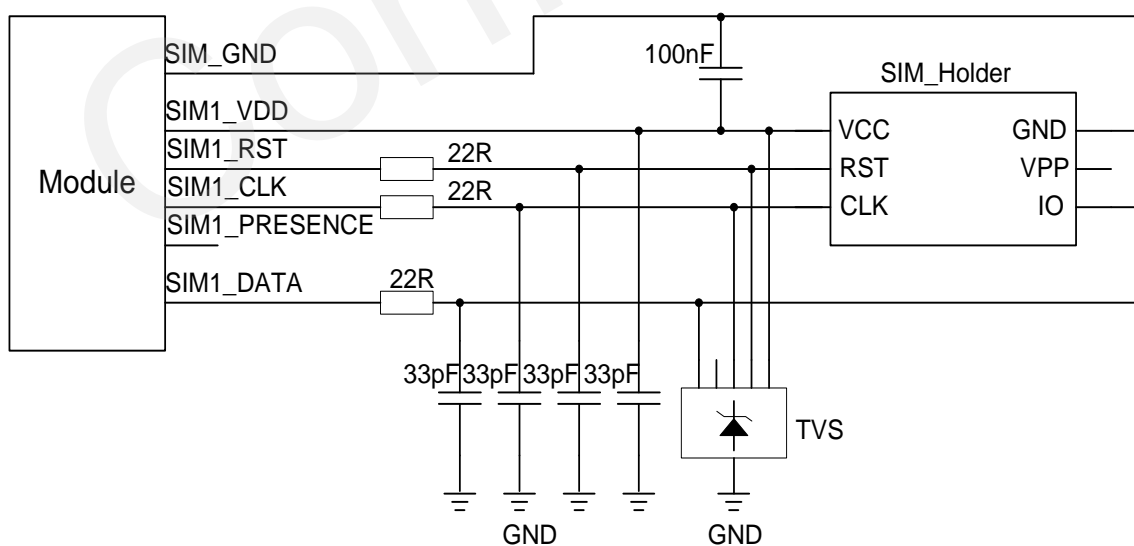 Com
SIM_GND
100nF
SIM_Holder
SIM1_VDD
VCC
GND
SIM1_RST
22R
RST
VPP
Module
SIM1_CLK
22R
CLK
IO
SIM1_PRESENCE
SIM1_DATA
22R
33pF 33pF 33pF 33pF
TVS
GND
GND